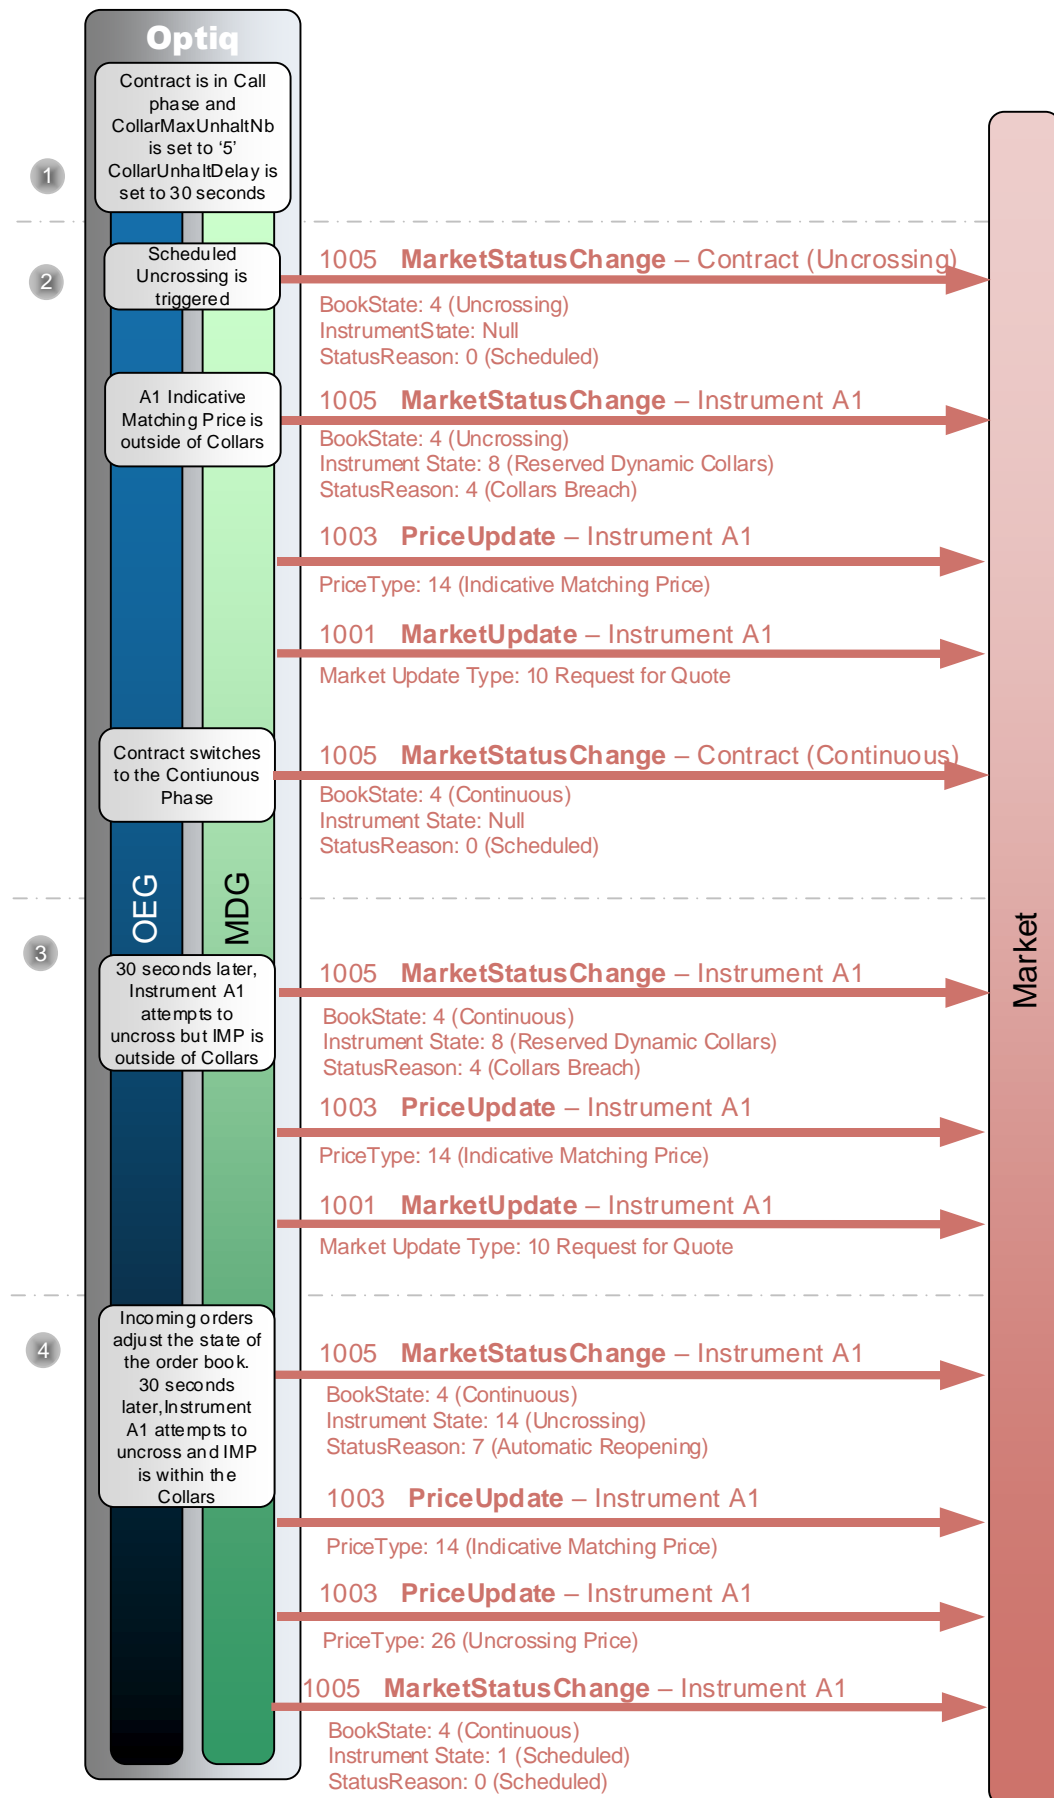 Optiq
Contract is in Call
phase and
CollarMaxUnhaltNb
is set to ‘5’
CollarUnhaltDelay is
set to 30 seconds
1
2
Scheduled
Uncrossing is
triggered
1005 MarketStatusChange – Contract (Uncrossing)
BookState: 4 (Uncrossing)
InstrumentState: Null
StatusReason: 0 (Scheduled)
A1 Indicative
Matching Price is
outside of Collars
1005 MarketStatusChange – Instrument A1
BookState: 4 (Uncrossing)
Instrument State: 8 (Reserved Dynamic Collars)
StatusReason: 4 (Collars Breach)
1003 PriceUpdate – Instrument A1
PriceType: 14 (Indicative Matching Price)
1001 MarketUpdate – Instrument A1
Market Update Type: 10 Request for Quote
Contract switches
to the Contiunous
Phase
1005 MarketStatusChange – Contract (Continuous)
BookState: 4 (Continuous)
Instrument State: Null
StatusReason: 0 (Scheduled)
OEG
MDG
Market
3
30 seconds later,
Instrument A1
attempts to
uncross but IMP is
outside of Collars
1005 MarketStatusChange – Instrument A1
BookState: 4 (Continuous)
Instrument State: 8 (Reserved Dynamic Collars)
StatusReason: 4 (Collars Breach)
1003 PriceUpdate – Instrument A1
PriceType: 14 (Indicative Matching Price)
1001 MarketUpdate – Instrument A1
Market Update Type: 10 Request for Quote
4
Incoming orders
adjust the state of
the order book.
30 seconds
later,Instrument
A1 attempts to
uncross and IMP
is within the
Collars
1005 MarketStatusChange – Instrument A1
BookState: 4 (Continuous)
Instrument State: 14 (Uncrossing)
StatusReason: 7 (Automatic Reopening)
1003 PriceUpdate – Instrument A1
PriceType: 14 (Indicative Matching Price)
1003 PriceUpdate – Instrument A1
PriceType: 26 (Uncrossing Price)
1005 MarketStatusChange – Instrument A1
BookState: 4 (Continuous)
Instrument State: 1 (Scheduled)
StatusReason: 0 (Scheduled)